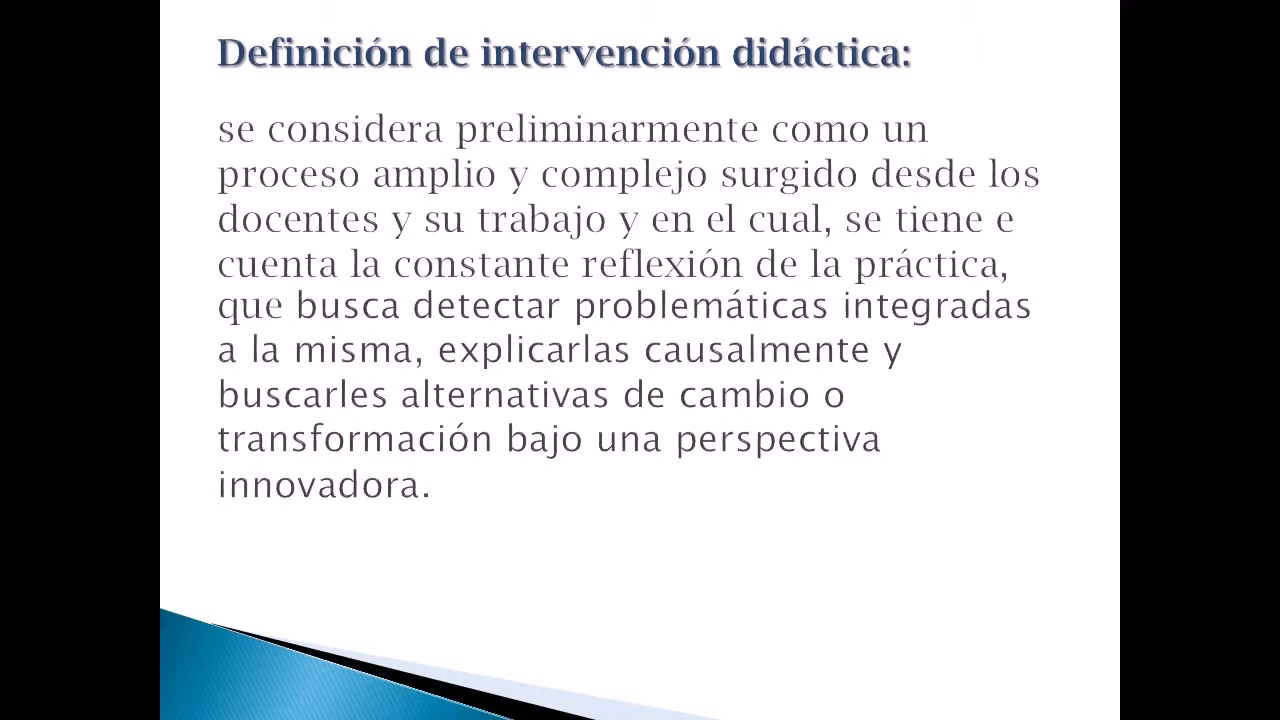 Definición de intervención didáctica:
se considera preliminarmente como un
proceso amplio y complejo surgido desde los
docentes y su trabajo y en el cual, se tiene e
cuenta la constante reflexión de la práctica,
que busca detectar problemáticas integradas
a la misma, explicarlas causalmente y
buscarles alternativas de cambio o
transformación bajo una perspectiva
innovadora.